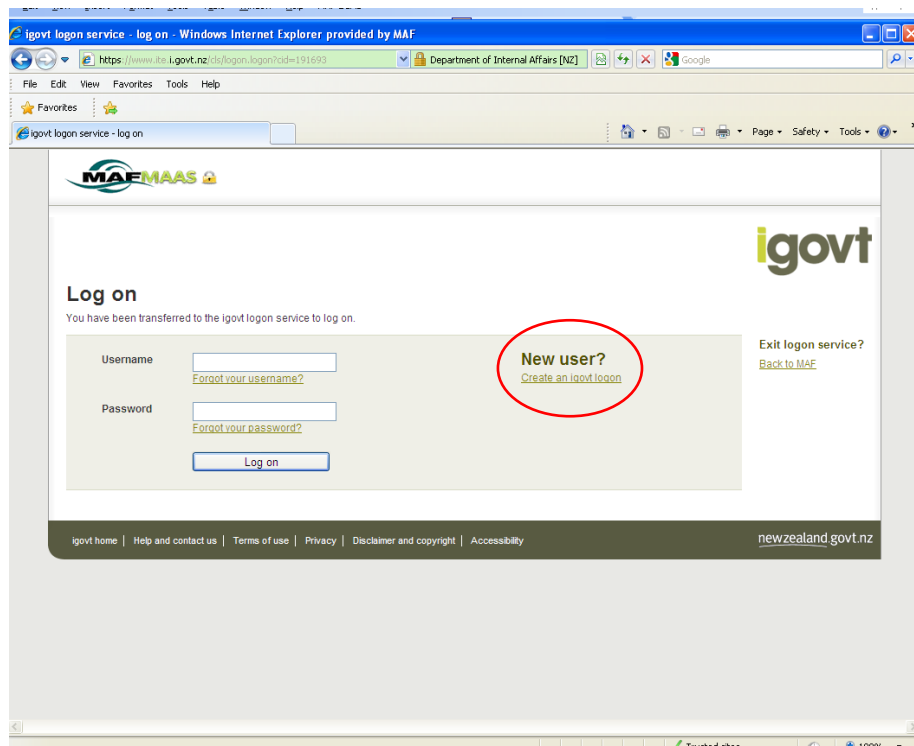 igovt logon service - log on - Windows Internet Explorer provided by MAF
https://www.ite.i.govt.nz/cls/logon.logon?cid=191693
Department of Internal Affairs [NZ]
Google
File Edit View Favorites Tools Help
Favorites
igovt logon service - log on
Page Safety Tools
MAFMAAS
igovt
Log on
You have been transferred to the igovt logon service to log on.
Username
Forgot your username?
Password
Forgot your password?
Log on
New user?
Create an igovt logon
Exit logon service?
Back to MAF
igovt home | Help and contact us | Terms of use | Privacy | Disclaimer and copyright | Accessibility
newzealand.govt.nz